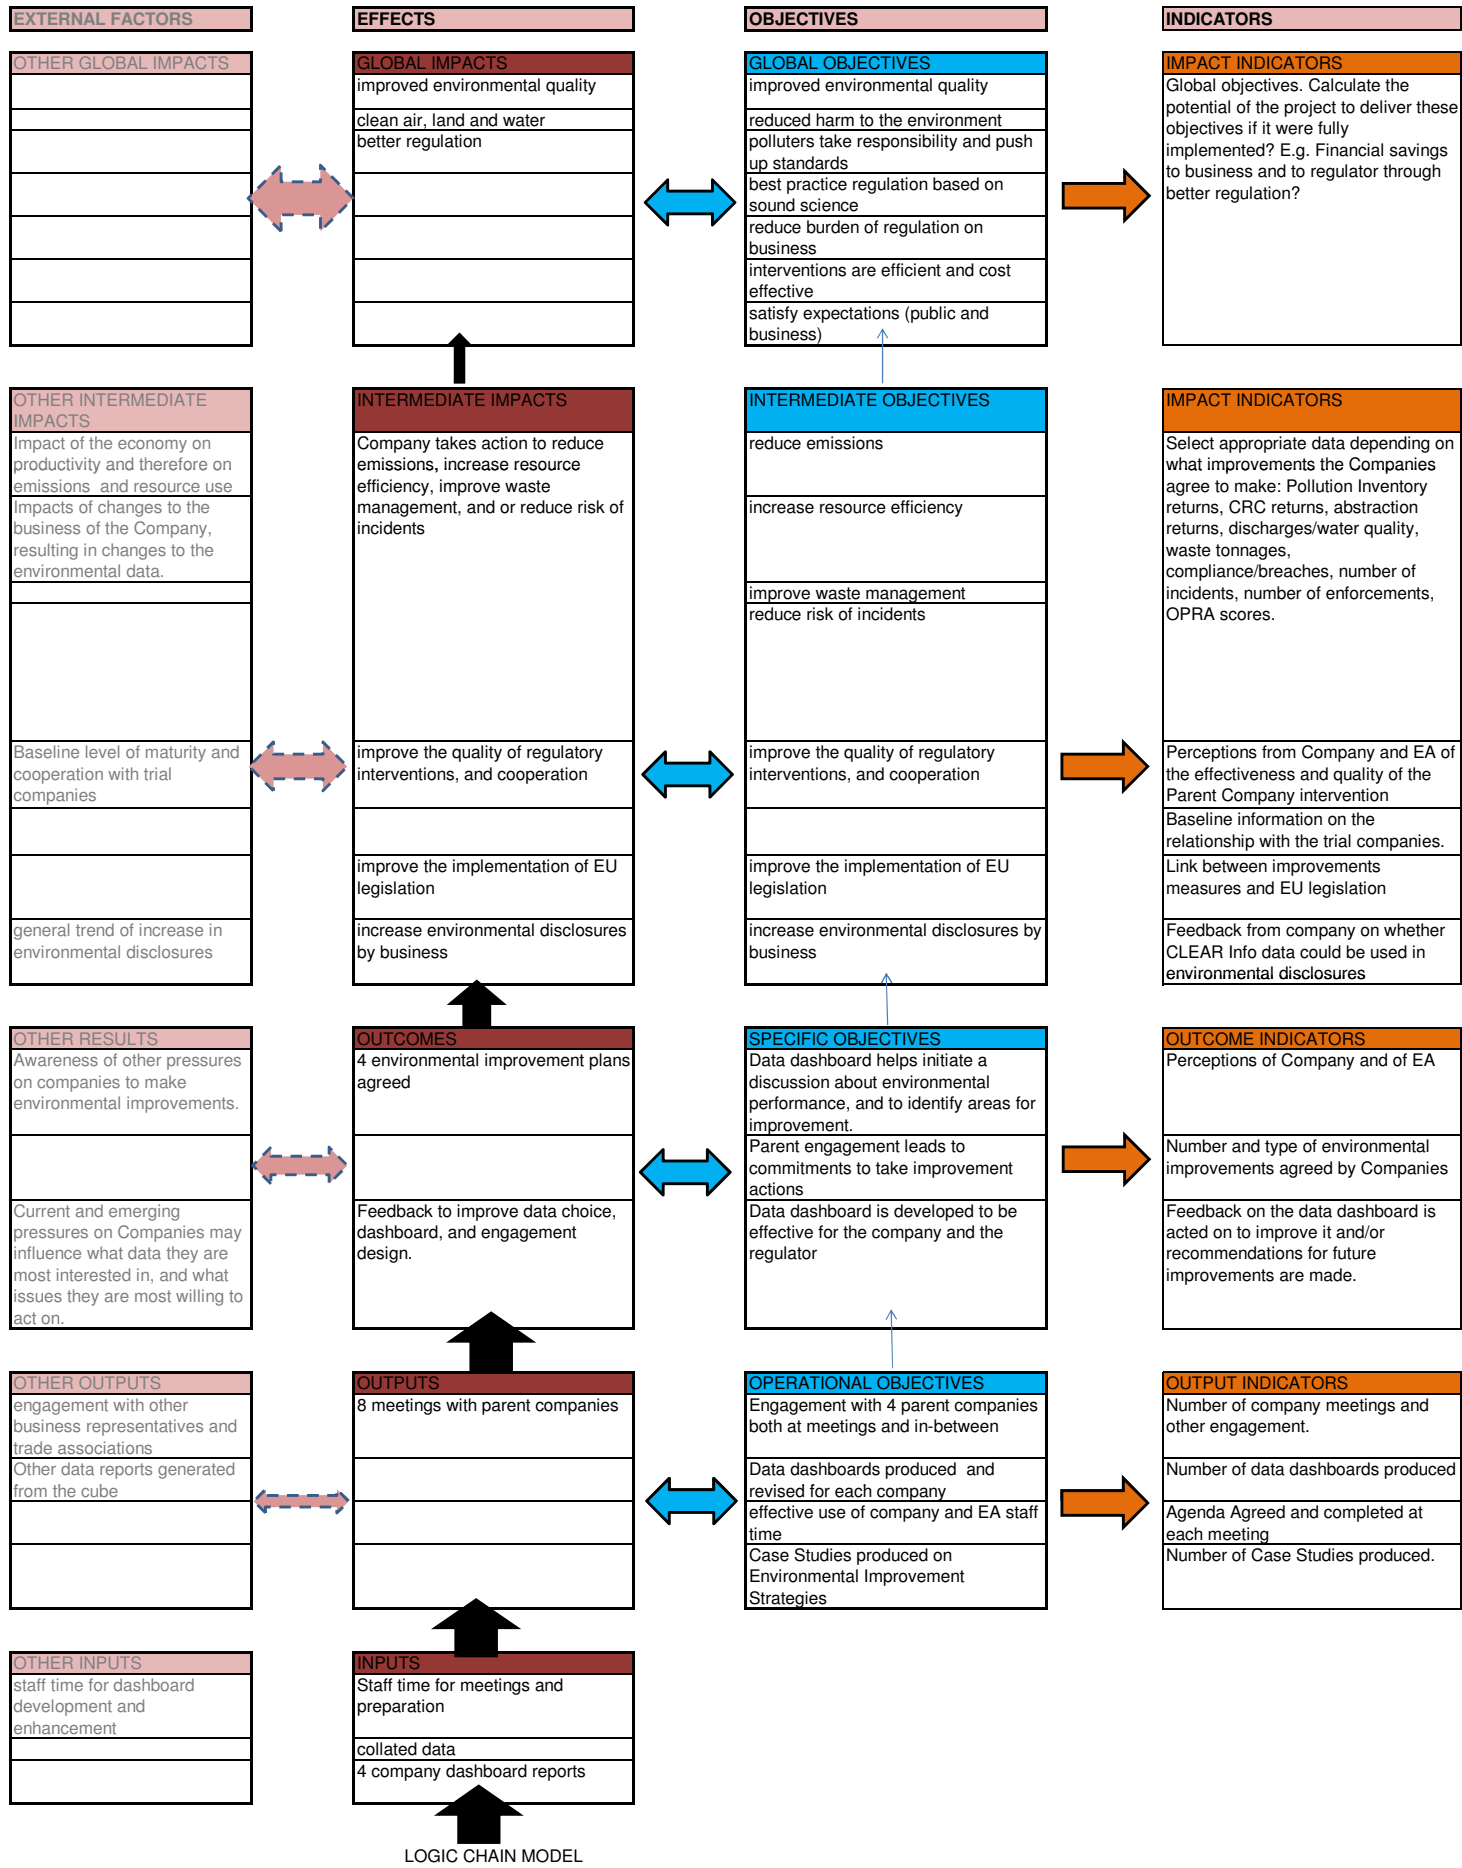 EXTERNAL FACTORS
EFFECTS
OBJECTIVES
INDICATORS
OTHER GLOBAL IMPACTS
GLOBAL IMPACTS
improved environmental quality
clean air, land and water
better regulation
GLOBAL OBJECTIVES
improved environmental quality
reduced harm to the environment
polluters take responsibility and push
up standards
best practice regulation based on
sound science
reduce burden of regulation on
business
interventions are efficient and cost
effective
satisfy expectations (public and
business)
IMPACT INDICATORS
Global objectives. Calculate the
potential of the project to deliver these
objectives if it were fully
implemented? E.g. Financial savings
to business and to regulator through
better regulation?
OTHER INTERMEDIATE
IMPACTS
Impact of the economy on
productivity and therefore on
emissions  and resource use
Impacts of changes to the
business of the Company,
resulting in changes to the
environmental data.
Baseline level of maturity and
cooperation with trial
companies
general trend of increase in
environmental disclosures
INTERMEDIATE IMPACTS
Company takes action to reduce
emissions, increase resource
efficiency, improve waste
management, and or reduce risk of
incidents
improve the quality of regulatory
interventions, and cooperation
improve the implementation of EU
legislation
increase environmental disclosures
by business
INTERMEDIATE OBJECTIVES
reduce emissions
increase resource efficiency
improve waste management
reduce risk of incidents
improve the quality of regulatory
interventions, and cooperation
improve the implementation of EU
legislation
increase environmental disclosures by
business
IMPACT INDICATORS
Select appropriate data depending on
what improvements the Companies
agree to make: Pollution Inventory
returns, CRC returns, abstraction
returns, discharges/water quality,
waste tonnages,
compliance/breaches, number of
incidents, number of enforcements,
OPRA scores.
Perceptions from Company and EA of
the effectiveness and quality of the
Parent Company intervention
Baseline information on the
relationship with the trial companies.
Link between improvements
measures and EU legislation
Feedback from company on whether
CLEAR Info data could be used in
environmental disclosures
OTHER RESULTS
Awareness of other pressures
on companies to make
environmental improvements.
Current and emerging
pressures on Companies may
influence what data they are
most interested in, and what
issues they are most willing to
act on.
OUTCOMES
4 environmental improvement plans
agreed
Feedback to improve data choice,
dashboard, and engagement
design.
SPECIFIC OBJECTIVES
Data dashboard helps initiate a
discussion about environmental
performance, and to identify areas for
improvement.
Parent engagement leads to
commitments to take improvement
actions
Data dashboard is developed to be
effective for the company and the
regulator
OUTCOME INDICATORS
Perceptions of Company and of EA
Number and type of environmental
improvements agreed by Companies
Feedback on the data dashboard is
acted on to improve it and/or
recommendations for future
improvements are made.
OTHER OUTPUTS
engagement with other
business representatives and
trade associations
Other data reports generated
from the cube
OUTPUTS
8 meetings with parent companies
OPERATIONAL OBJECTIVES
Engagement with 4 parent companies
both at meetings and in-between
Data dashboards produced  and
revised for each company
effective use of company and EA staff
time
Case Studies produced on
Environmental Improvement
Strategies
OUTPUT INDICATORS
Number of company meetings and
other engagement.
Number of data dashboards produced
Agenda Agreed and completed at
each meeting
Number of Case Studies produced.
OTHER INPUTS
staff time for dashboard
development and
enhancement
INPUTS
Staff time for meetings and
preparation
collated data
4 company dashboard reports
LOGIC CHAIN MODEL